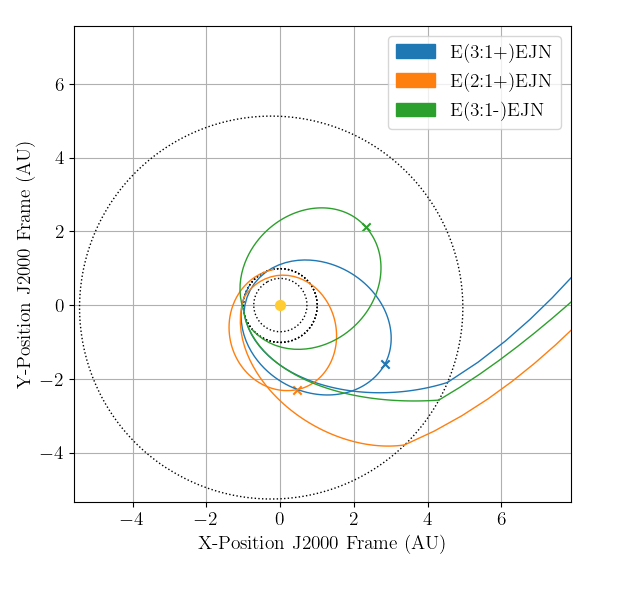 E(3:1+)EJN
E(2:1+)EJN
E(3:1-)EJN
6
4
2
0
−2
−4
−4
−2
0
2
4
6
Y-Position J2000 Frame (AU)
X-Position J2000 Frame (AU)